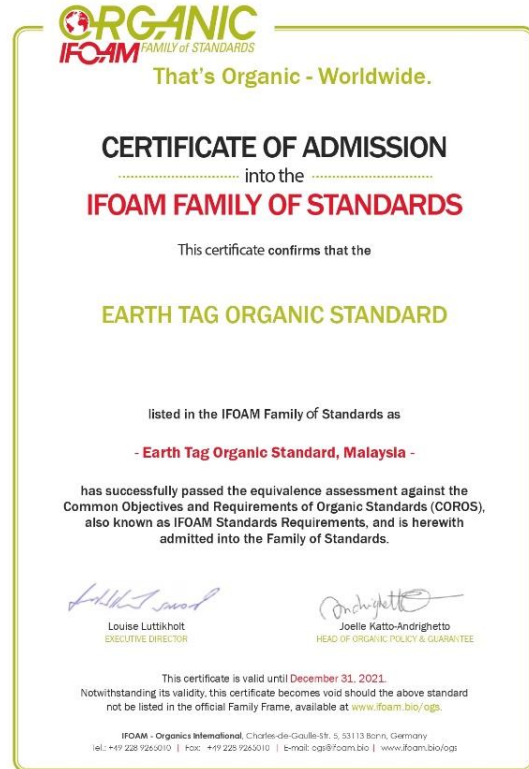 ORGANIC
IFOAM FAMILY of STANDARDS
That's Organic - Worldwide.
CERTIFICATE OF ADMISSION
into the
IFOAM FAMILY OF STANDARDS
This certificate confirms that the
EARTH TAG ORGANIC STANDARD
listed in the IFOAM Family of Standards as
- Earth Tag Organic Standard, Malaysia -
has successfully passed the equivalence assessment against the
Common Objectives and Requirements of Organic Standards (COROS),
also known as IFOAM Standards Requirements, and is herewith
admitted into the Family of Standards.
Louise Luttikholt
EXECUTIVE DIRECTOR
Joelle Katto-Andrighetto
HEAD OF ORGANIC POLICY & GUARANTEE
This certificate is valid until December 31, 2021.
Notwithstanding its validity, this certificate becomes void should the above standard
not be listed in the official Family Frame, available at www.ifoam.bio/ogs.
IFOAM - Organics International, Charles-de-Gaulle-Str. 5, 53113 Bonn, Germany
Tel.: +49 228 9265010 | Fax: +49 228 9265010 | E-mail: ogs@ifoam.bio | www.ifoam.bio/ogs